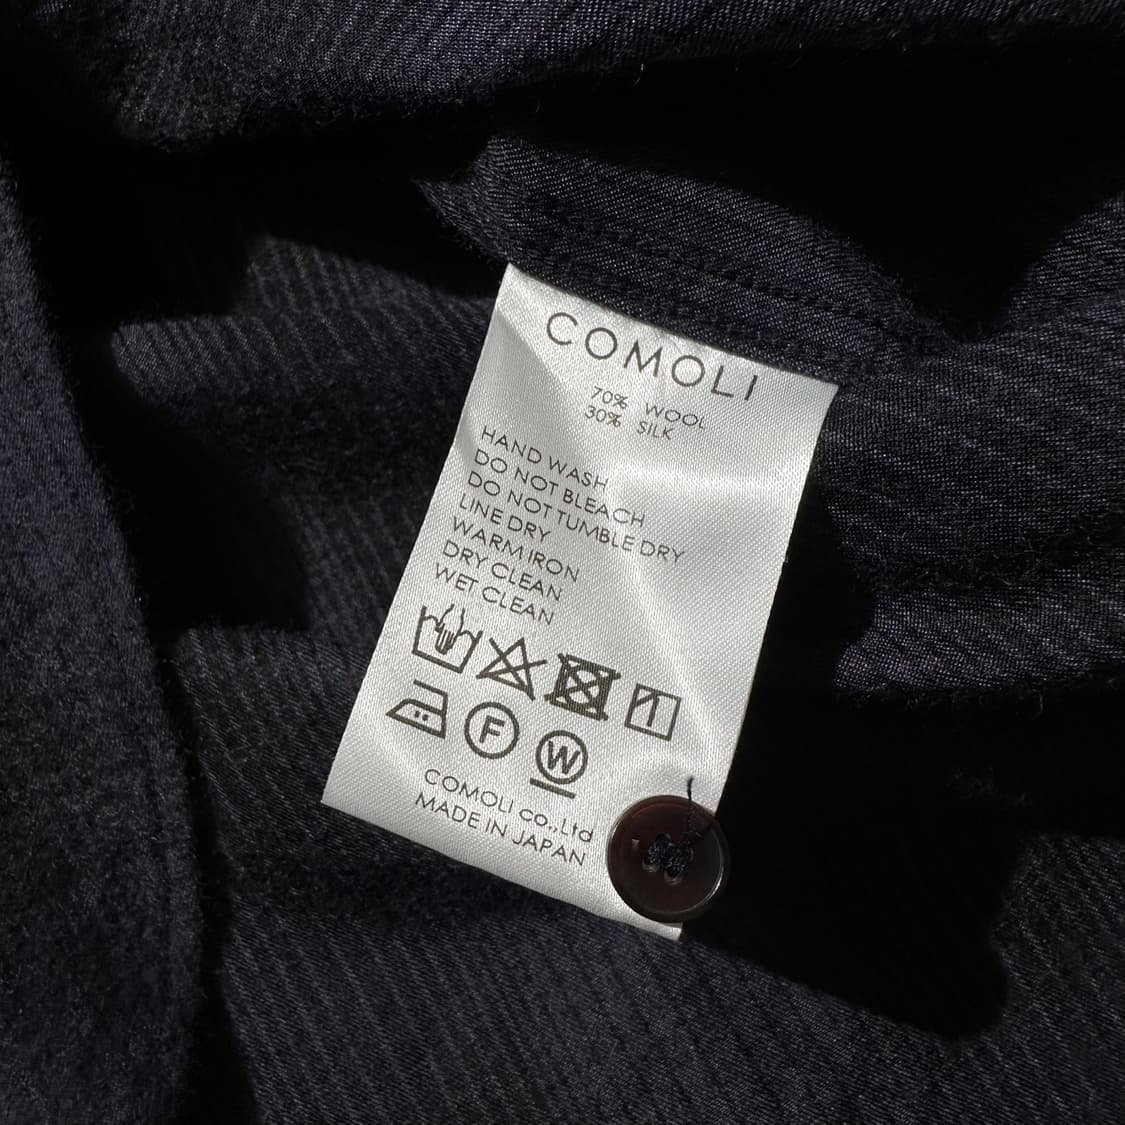 COMOLI
70% WOOL
30% SILK
HAND WASH
DO NOT BLEACH
DO NOT TUMBLE DRY
LINE DRY
WARM IRON
DRY CLEAN
WET CLEAN
F
W
COMOLI co.,Ltd
MADE IN JAPAN